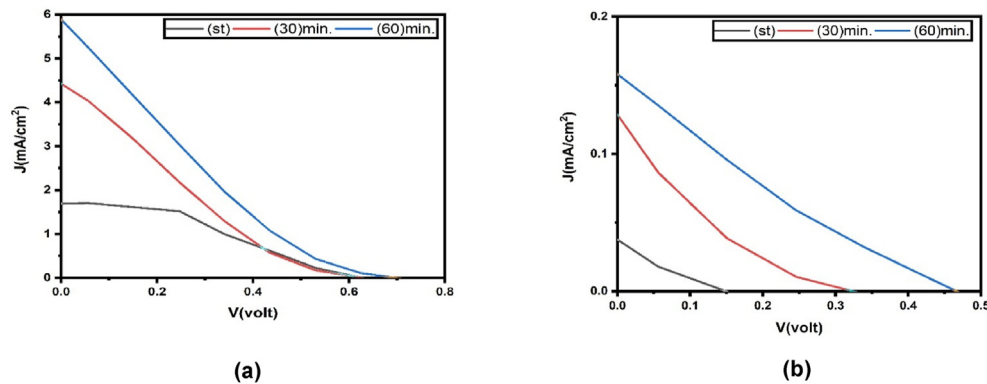 (st) (30)min. (60)min.
6
5
4
3
2
1
0
J(mA/cm²)
0.0 0.2 0.4 0.6 0.8
V(volt)
(a)
(st) (30)min. (60)min.
0.2
0.1
0.0
J(mA/cm²)
0.0 0.1 0.2 0.3 0.4 0.5
V(volt)
(b)